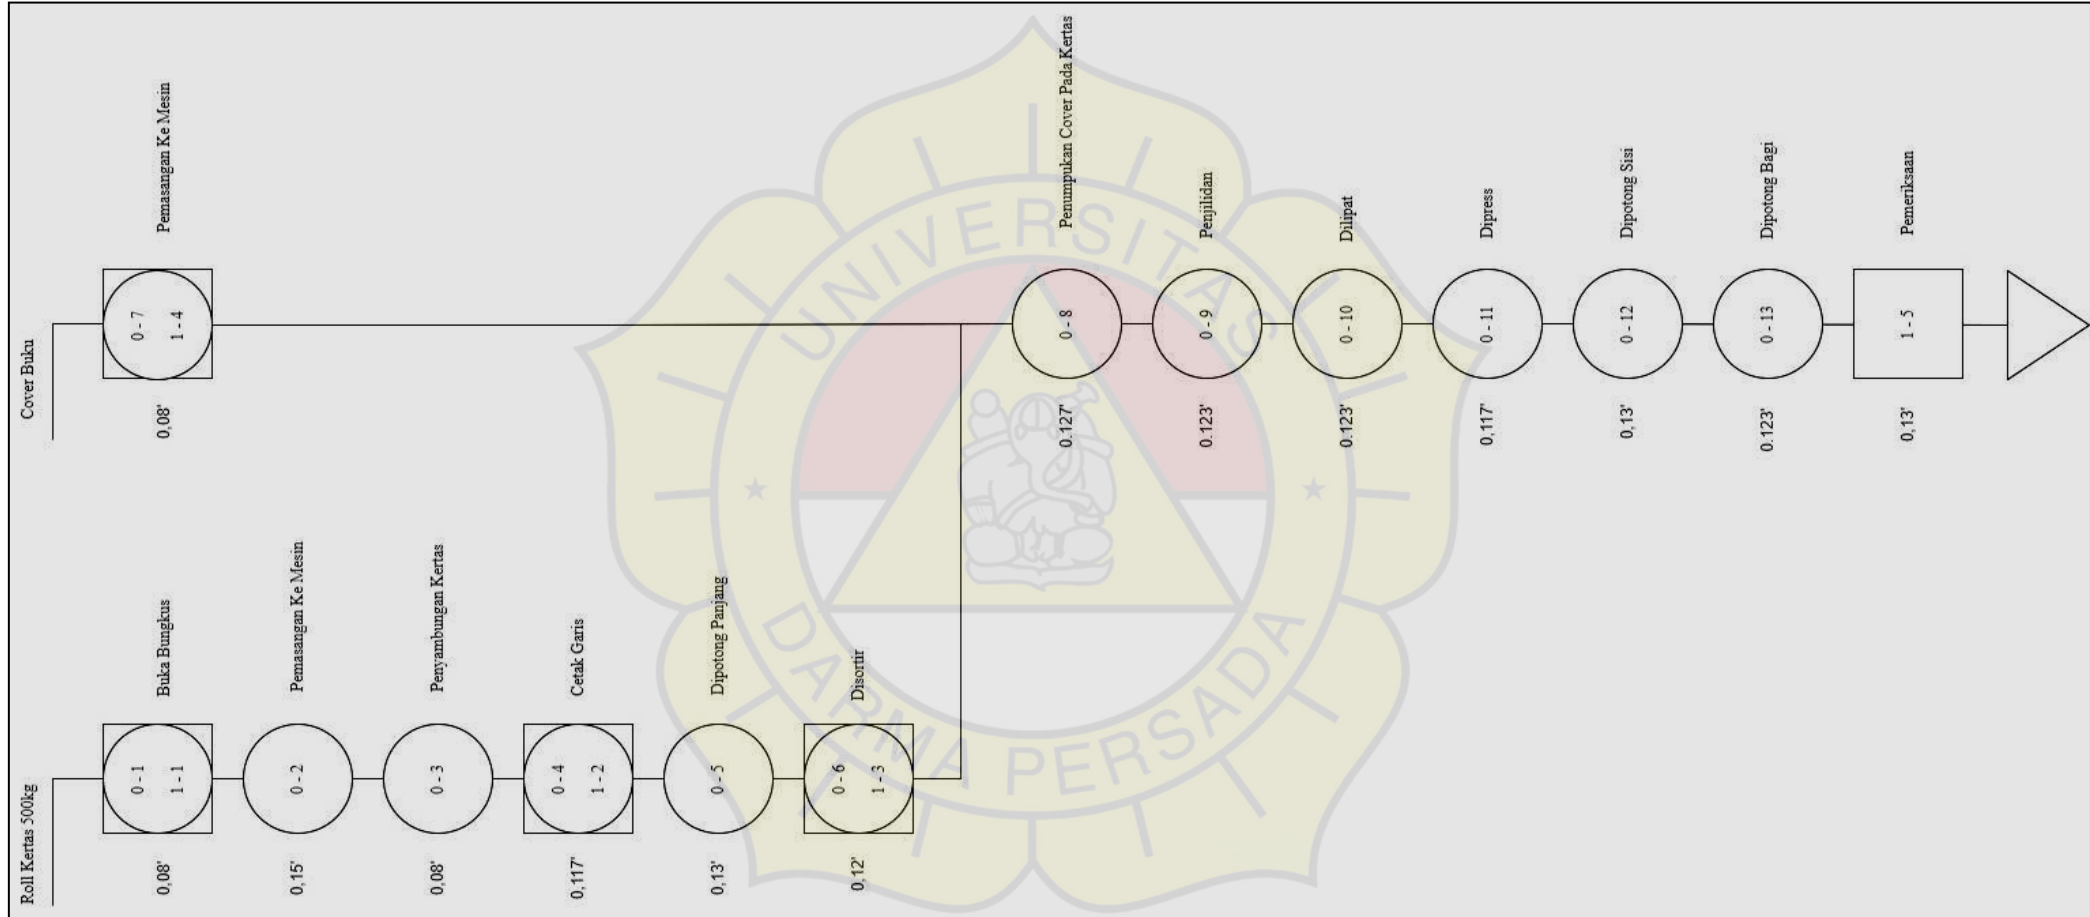 Roll Kertas 500kg
0,08'
0 - 1
1 - 1
Buka Bungkus
0,15'
0 - 2
Pemasangan Ke Mesin
0,08'
0 - 3
Penyambungan Kertas
0,117'
0 - 4
1 - 2
Cetak Garis
0,13'
0 - 5
Dipotong Panjang
0,12'
0 - 6
1 - 3
Disortir
Cover Buku
0,08'
0 - 7
1 - 4
Pemasangan Ke Mesin
0.127'
0 - 8
Penumpukan Cover Pada Kertas
0.123'
0 - 9
Penjilidan
0.123'
0 - 10
Dilipat
0,117'
0 - 11
Dipress
0,13'
0 - 12
Dipotong Sisi
0.123'
0 - 13
Dipotong Bagi
0,13'
1 - 5
Pemeriksaan
UNIVERSITAS
DARMA PERSADA